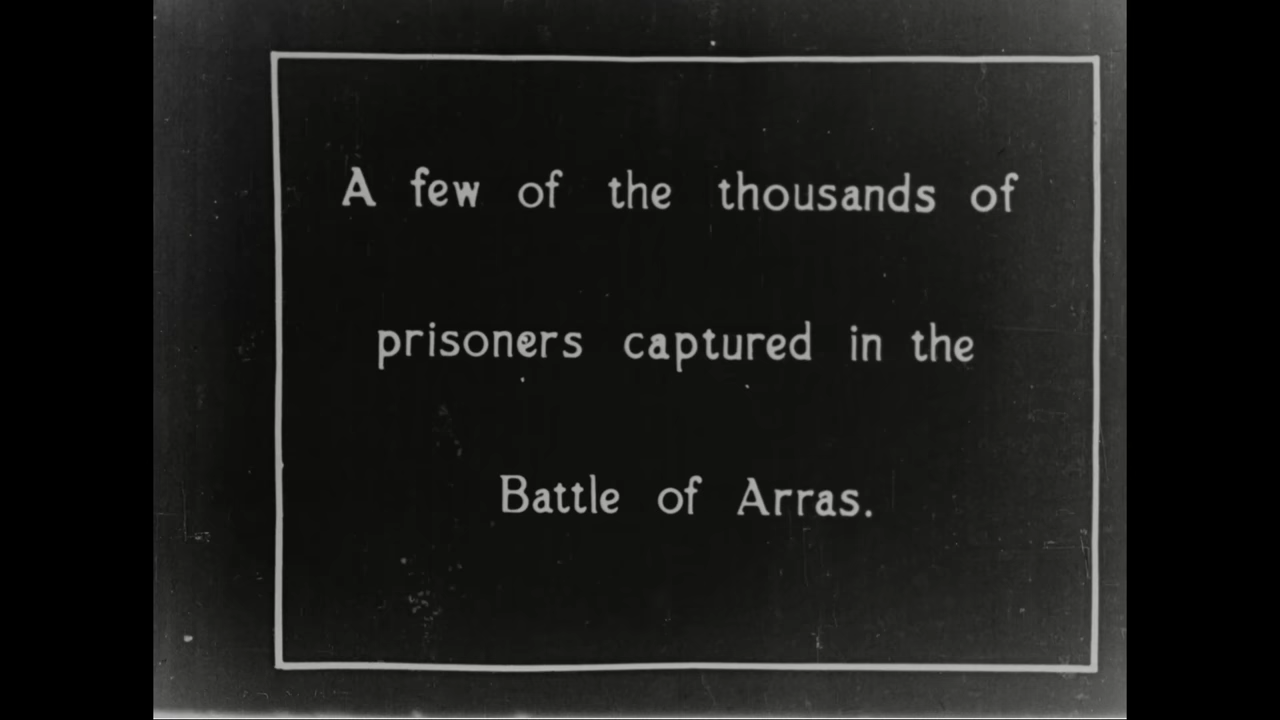 A few of the thousands of
prisoners captured in the
Battle of Arras.